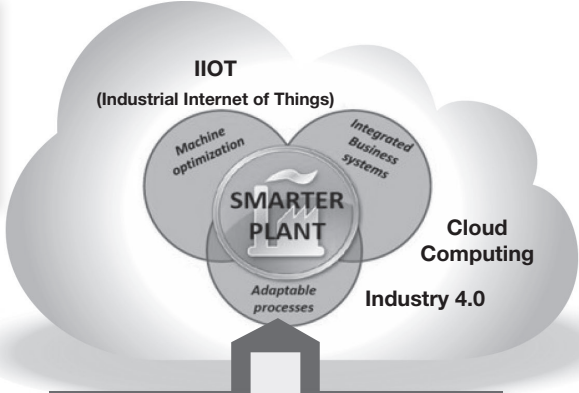 IIOT
(Industrial Internet of Things)
Machine
optimization
Integrated
Business
systems
SMARTER
PLANT
Cloud
Computing
Adaptable
processes
Industry 4.0